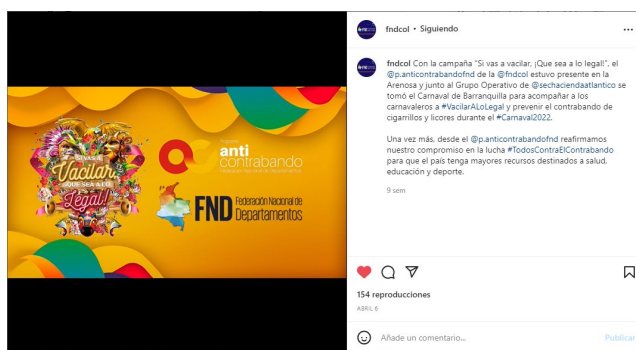 SI VAS A
Vacilar,
¡QUE SEA A LO
Legal!
Programa
anti
contrabando
Federación Nacional de Departamentos
FND Federación Nacional de
Departamentos
fndcol • Siguiendo
fndcol Con la campaña "Si vas a vacilar, ¡Que sea a lo legal!", el
@p.anticontrabandofnd de la @fndcol estuvo presente en la
Arenosa y junto al Grupo Operativo de @sechaciendaatlantico se
tomó el Carnaval de Barranquilla para acompañar a los
carnavaleros a #VacilarALoLegal y prevenir el contrabando de
cigarrillos y licores durante el #Carnaval2022.
Una vez más, desde el @p.anticontrabandofnd reafirmamos
nuestro compromiso en la lucha #TodosContraElContrabando
para que el país tenga mayores recursos destinados a salud,
educación y deporte.
9 sem
154 reproducciones
ABRIL 6
Añade un comentario...
Publicar